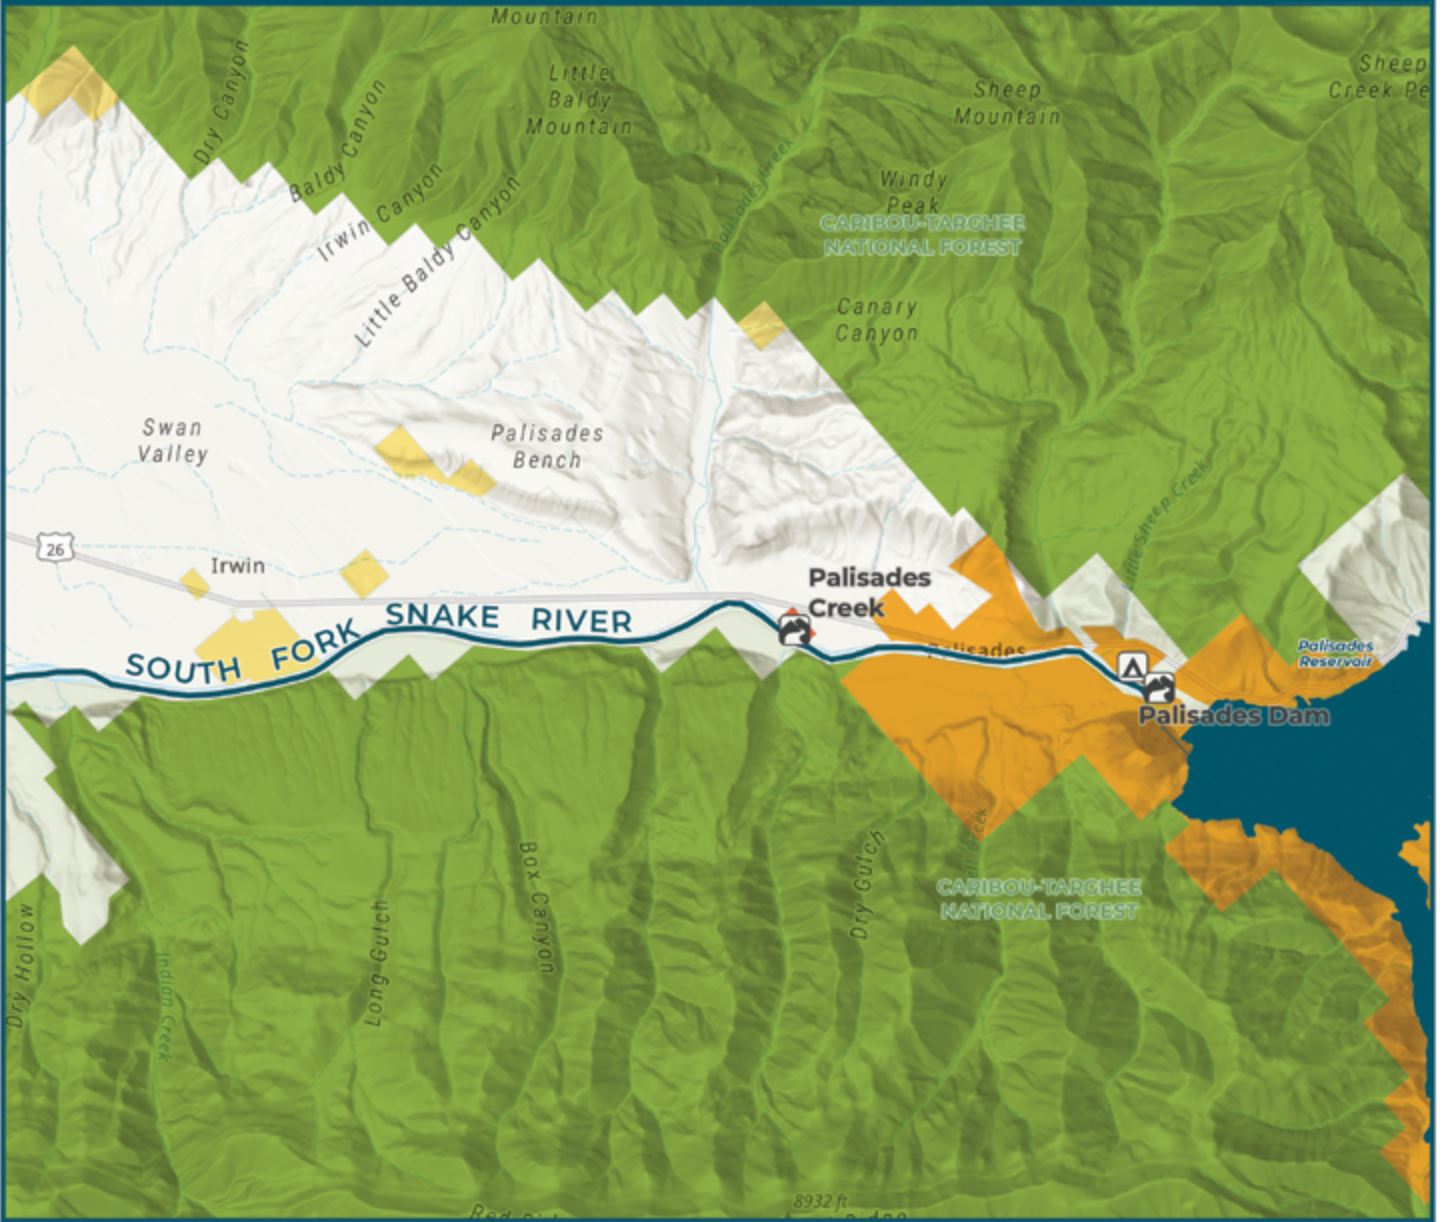 Mountain
Little
Baldy
Mountain
Dry Canyon
Baldy Canyon
Irwin Canyon
Little Baldy Canyon
Palisades Creek
Sheep
Mountain
Sheep
Creek Pe
Windy
Peak
CARIBOU-TARGHEE
NATIONAL FOREST
Canary
Canyon
Swan
Valley
Palisades
Bench
26
Irwin
Little Sheep Creek
Palisades
Creek
SOUTH FORK SNAKE RIVER
Palisades
Palisades
Reservoir
Palisades Dam
Dry Hollow
Indian Creek
Long Gulch
Box Canyon
Dry Gulch
Creek
CARIBOU-TARGHEE
NATIONAL FOREST
8932 ft